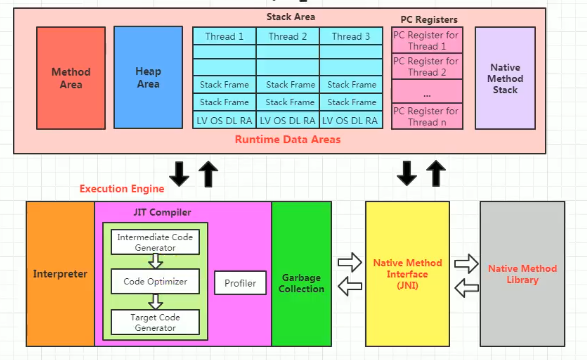 Stack Area
PC Registers
Method
Area
Heap
Area
Thread 1
Thread 2
Thread 3
Stack Frame
Stack Frame
Stack Frame
Stack Frame
Stack Frame
Stack Frame
LV OS DL RA
LV OS DL RA
LV OS DL RA
PC Register for
Thread 1
PC Register for
Thread 2
...
PC Register for
Thread n
Native
Method
Stack
Runtime Data Areas
Execution Engine
Interpreter
JIT Compiler
Intermediate Code
Generator
Code Optimizer
Target Code
Generator
Profiler
Garbage
Collection
Native Method
Interface
(JNI)
Native Method
Library